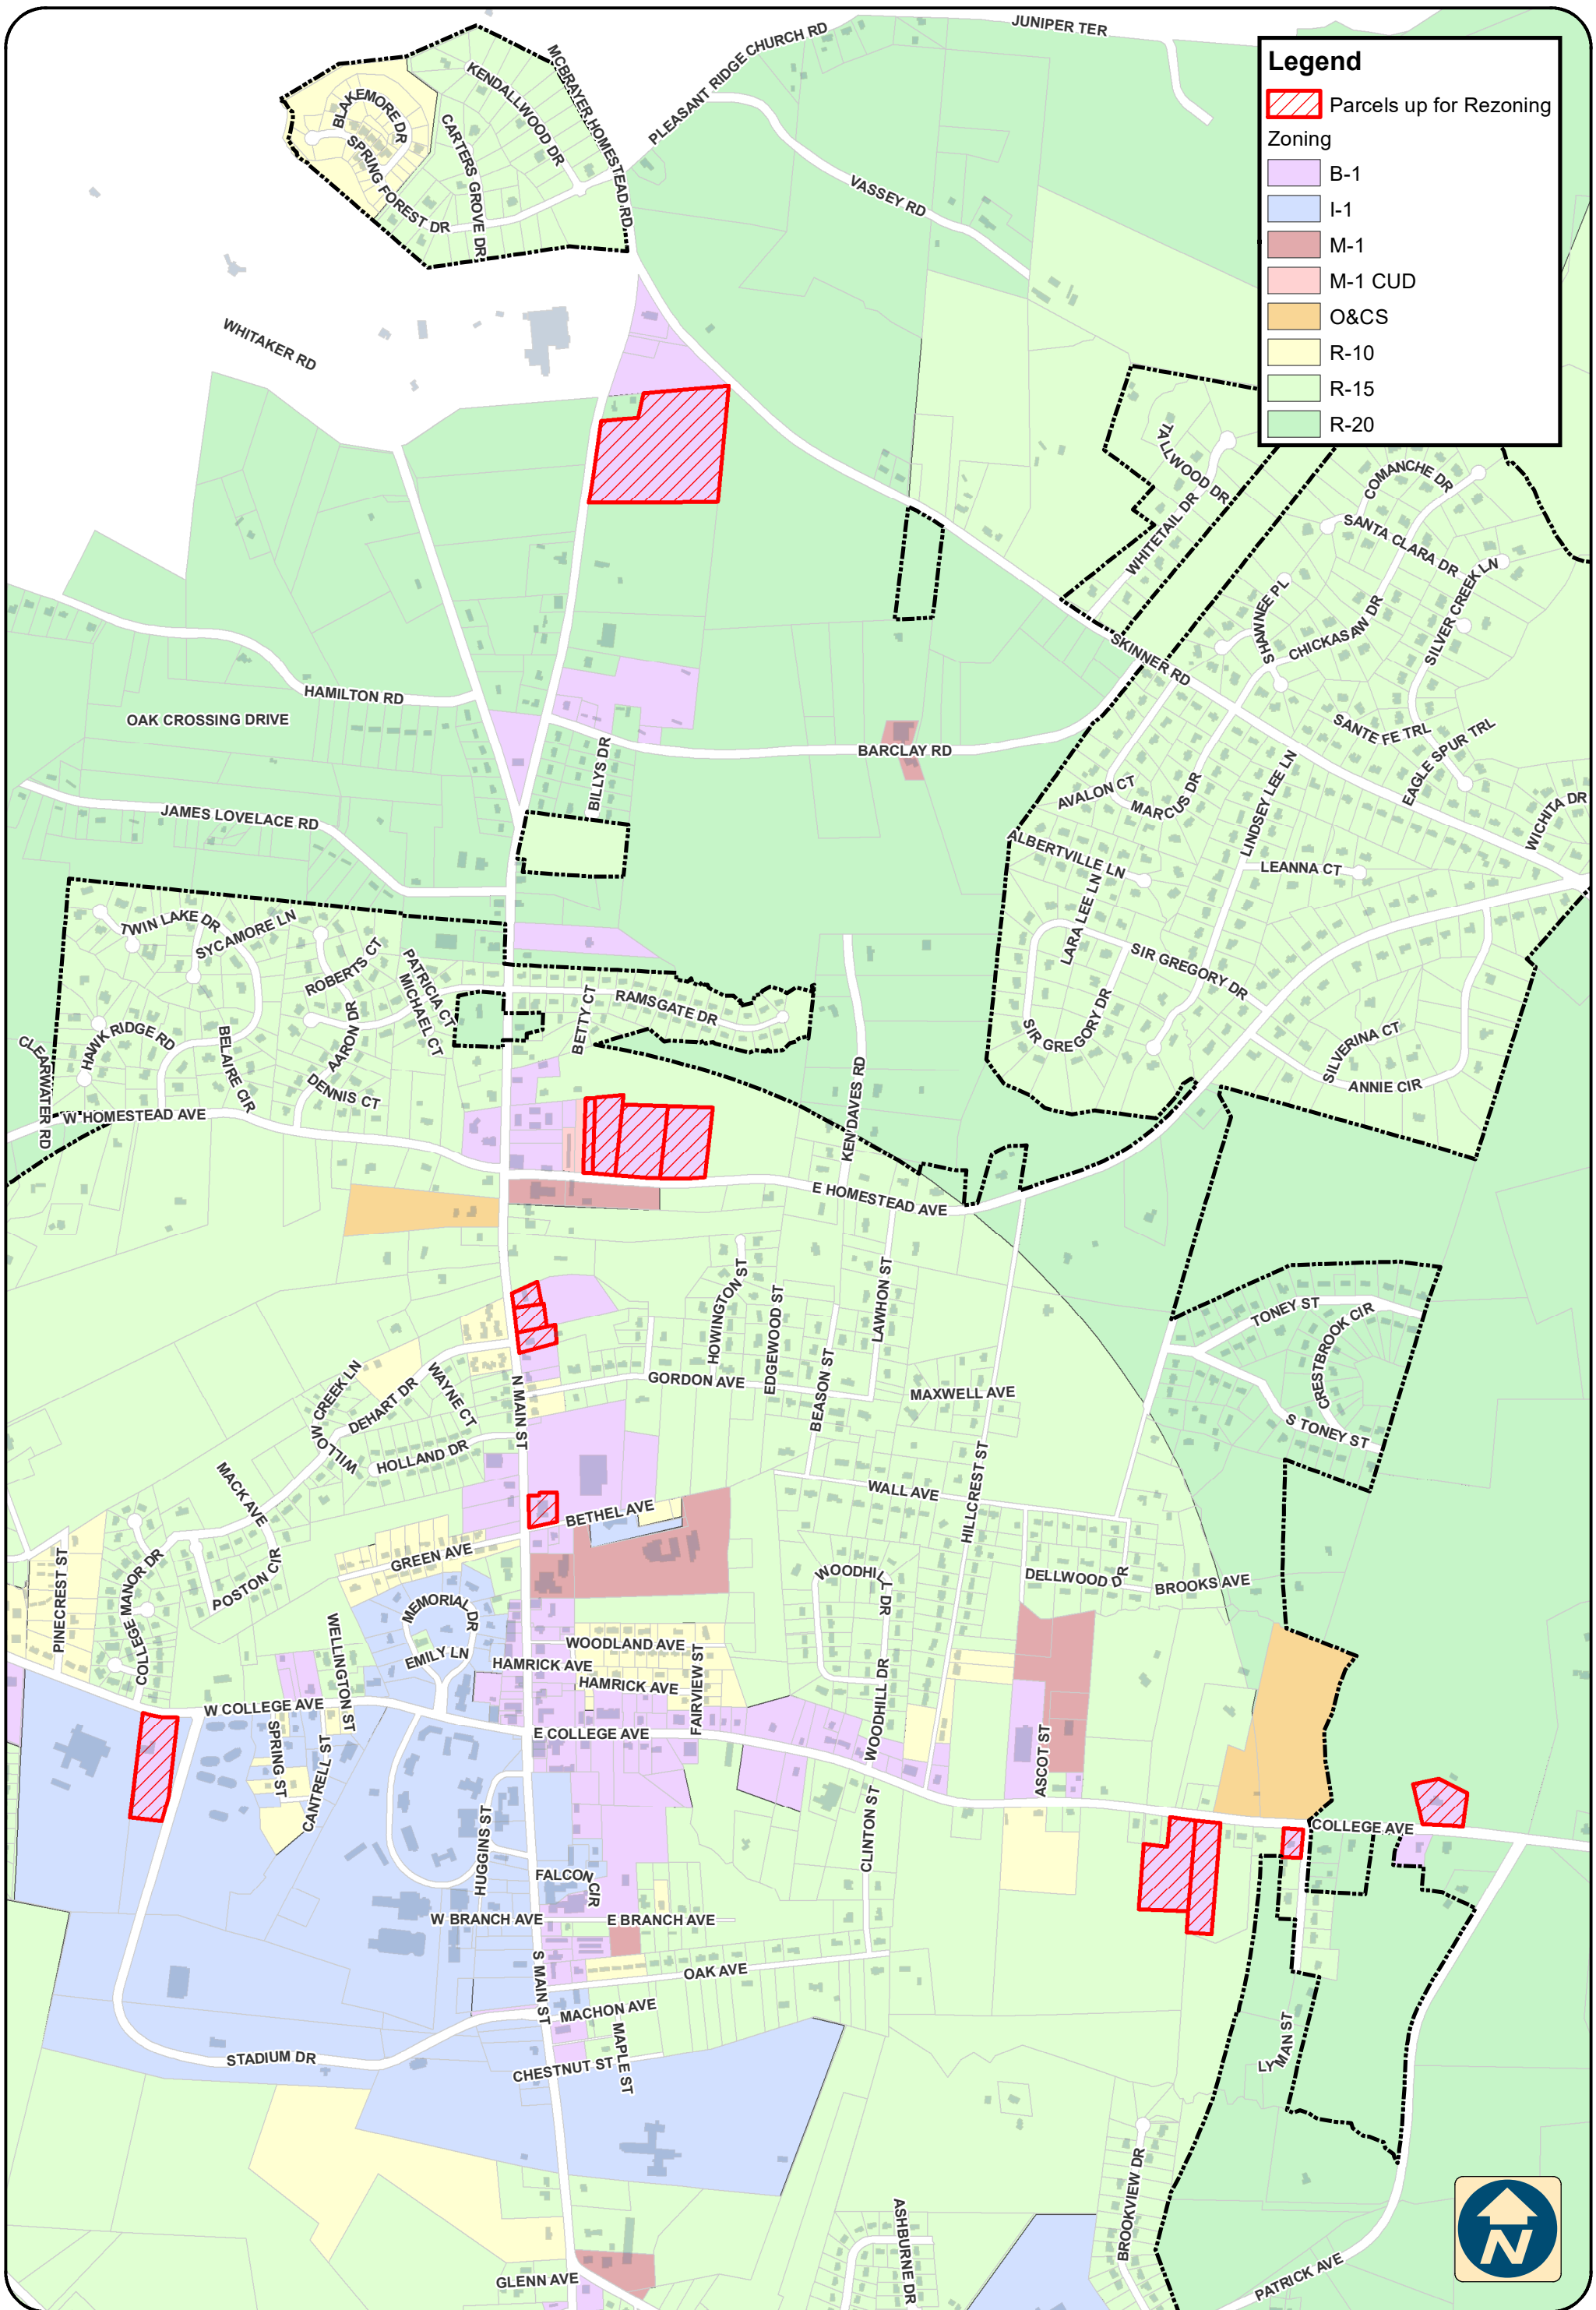 JUNIPER TER
PLEASANT RIDGE CHURCH RD
MCBRAYER HOMESTEAD RD
KENDALLWOOD DR
BLAKEMORE DR
CARTERS GROVE DR
SPRING FOREST DR
VASSEY RD
WHITAKER RD
Legend
Parcels up for Rezoning
Zoning
B-1
I-1
M-1
M-1 CUD
O&CS
R-10
R-15
R-20
TALLWOOD DR
WHITETAIL DR
COMANCHE DR
SANTA CLARA DR
SILVER CREEK LN
SHAWNEE PL
CHICKASAW DR
SKINNER RD
SANTE FE TRL
EAGLE SPUR TRL
WICHITA DR
HAMILTON RD
OAK CROSSING DRIVE
BARCLAY RD
BILLYS DR
AVALON CT
MARCUS DR
LINDSEY LEE LN
JAMES LOVELACE RD
ALBERTVILLE LN
LEANNA CT
LARA LEE LN
TWIN LAKE DR
SYCAMORE LN
ROBERTS CT
PATRICIA CT
MICHAEL CT
SIR GREGORY DR
BETTY CT
RAMSGATE DR
SIR GREGORY DR
HAWK RIDGE RD
BELAIRE CIR
AARON DR
DENNIS CT
CLEARWATER RD
W HOMESTEAD AVE
KEN DAVES RD
SILVERINA CT
ANNIE CIR
E HOMESTEAD AVE
HOWINGTON ST
EDGEWOOD ST
LAWHON ST
TONEY ST
CRESTBROOK CIR
S TONEY ST
WILLOW CREEK LN
DEHART DR
WAYNE CT
N MAIN ST
GORDON AVE
BEASON ST
MAXWELL AVE
HOLLAND DR
MACK AVE
WALL AVE
HILLCREST ST
BETHEL AVE
GREEN AVE
PINECREST ST
COLLEGE MANOR DR
POSTON CIR
WOODHILL DR
DELLWOOD DR
BROOKS AVE
MEMORIAL DR
EMILY LN
WELLINGTON ST
WOODLAND AVE
HAMRICK AVE
HAMRICK AVE
FAIRVIEW ST
WOODHILL DR
W COLLEGE AVE
E COLLEGE AVE
SPRING ST
CANTRELL ST
ASCOT ST
COLLEGE AVE
HUGGINS ST
CLINTON ST
FALCON CIR
W BRANCH AVE
E BRANCH AVE
OAK AVE
S MAIN ST
MACHON AVE
MAPLE ST
CHESTNUT ST
STADIUM DR
LYMAN ST
BROOKVIEW DR
ASHBURNE DR
GLENN AVE
PATRICK AVE
N